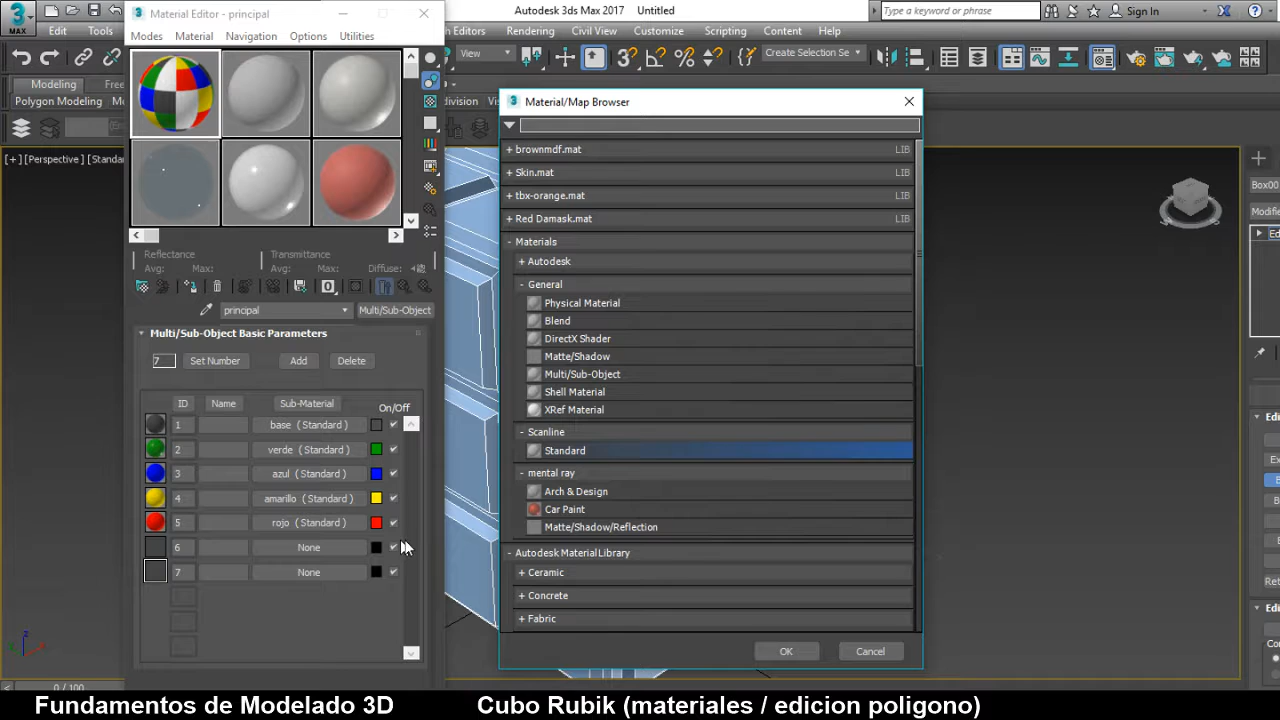 Material Editor - principal
Autodesk 3ds Max 2017 Untitled
Type a keyword or phrase
Sign In
MAX
Edit Tools
Modes Material Navigation Options Utilities
Rendering Civil View Customize Scripting Content Help
View
Create Selection Se
Modeling
Polygon Modeling
[+] [Perspective]
Material/Map Browser
+ brownmdf.mat LIB
+ Skin.mat LIB
+ tbx-orange.mat LIB
+ Red Damask.mat LIB
- Materials
+ Autodesk
- General
Physical Material
Blend
DirectX Shader
Matte/Shadow
Multi/Sub-Object
Shell Material
XRef Material
- Scanline
Standard
- mental ray
Arch & Design
Car Paint
Matte/Shadow/Reflection
- Autodesk Material Library
+ Ceramic
+ Concrete
+ Fabric
OK Cancel
Reflectance
Avg: Max:
Transmittance
Avg: Max: Diffuse:
0
principal Multi/Sub-Object
Multi/Sub-Object Basic Parameters
7 Set Number Add Delete
ID Name Sub-Material On/Off
1 base ( Standard )
2 verde ( Standard )
3 azul ( Standard )
4 amarillo ( Standard )
5 rojo ( Standard )
6 None
7 None
0 / 100
Box00
Fundamentos de Modelado 3D Cubo Rubik (materiales / edicion poligono)